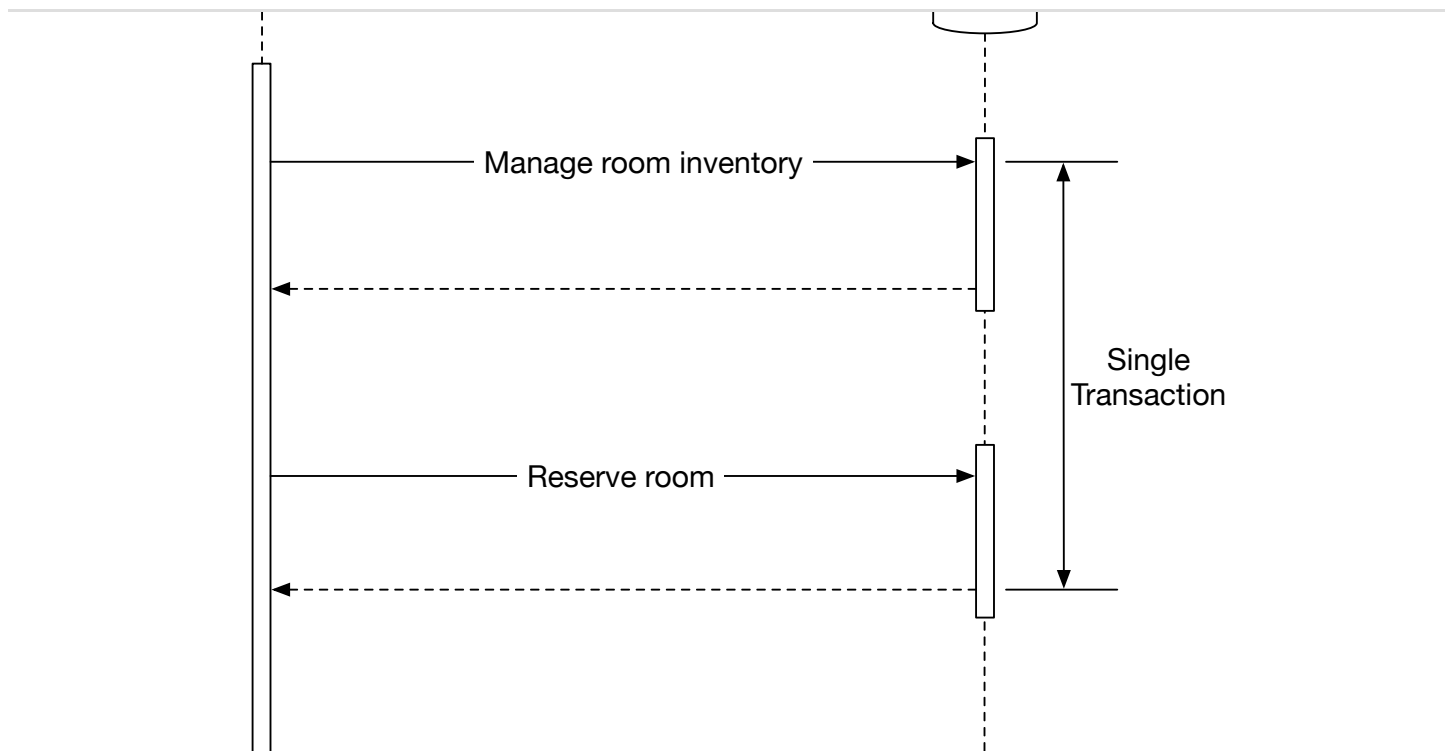 Manage room inventory
Single
Transaction
Reserve room